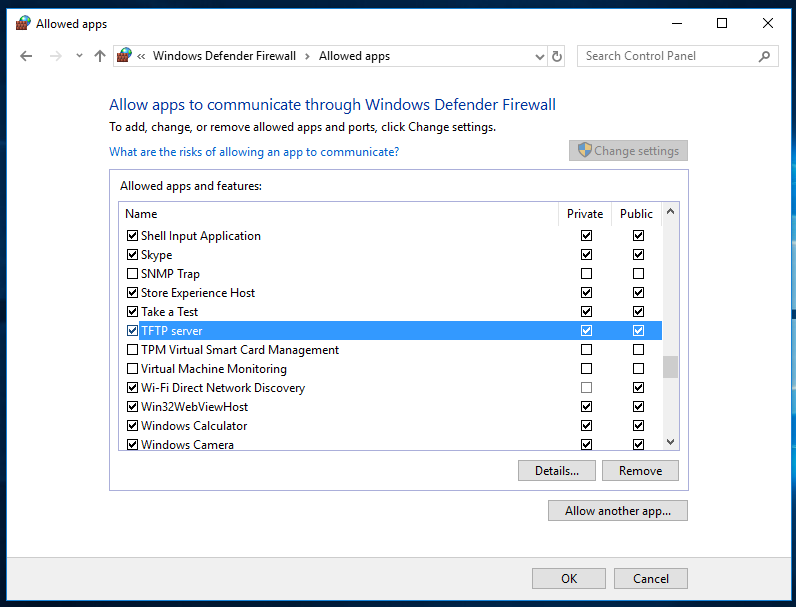 Allowed apps
« Windows Defender Firewall › Allowed apps
Search Control Panel
Allow apps to communicate through Windows Defender Firewall
To add, change, or remove allowed apps and ports, click Change settings.
What are the risks of allowing an app to communicate?
Change settings
Allowed apps and features:
Name Private Public
Shell Input Application
Skype
SNMP Trap
Store Experience Host
Take a Test
TFTP server
TPM Virtual Smart Card Management
Virtual Machine Monitoring
Wi-Fi Direct Network Discovery
Win32WebViewHost
Windows Calculator
Windows Camera
Details... Remove
Allow another app...
OK Cancel